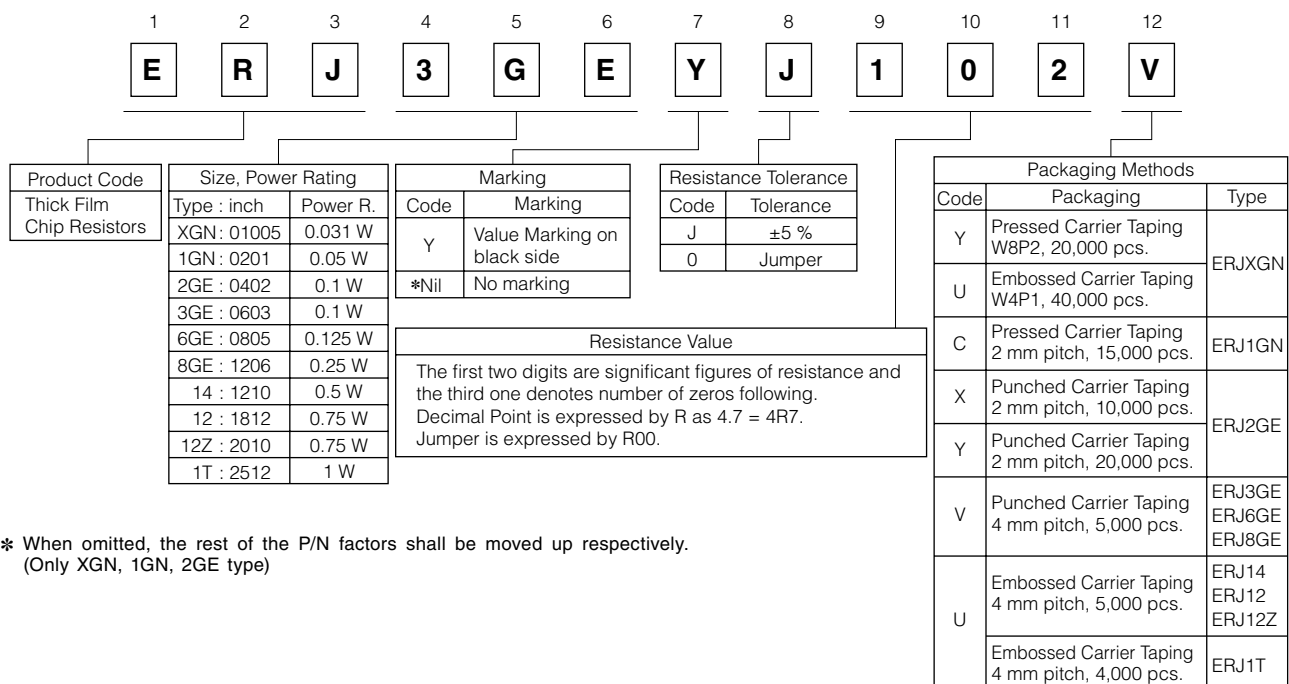 1 2 3 4 5 6 7 8 9 10 11 12
E R J 3 G E Y J 1 0 2 V
Product Code
Thick Film
Chip Resistors
Size, Power Rating
Type : inch Power R.
XGN : 01005 0.031 W
1GN : 0201 0.05 W
2GE : 0402 0.1 W
3GE : 0603 0.1 W
6GE : 0805 0.125 W
8GE : 1206 0.25 W
14 : 1210 0.5 W
12 : 1812 0.75 W
12Z : 2010 0.75 W
1T : 2512 1 W
Marking
Code Marking
Y Value Marking on
black side
✻Nil No marking
Resistance Tolerance
Code Tolerance
J ±5 %
0 Jumper
Resistance Value
The first two digits are significant figures of resistance and
the third one denotes number of zeros following.
Decimal Point is expressed by R as 4.7 = 4R7.
Jumper is expressed by R00.
Packaging Methods
Code Packaging Type
Y Pressed Carrier Taping
W8P2, 20,000 pcs.
ERJXGN
U Embossed Carrier Taping
W4P1, 40,000 pcs.
C Pressed Carrier Taping
2 mm pitch, 15,000 pcs.
ERJ1GN
X Punched Carrier Taping
2 mm pitch, 10,000 pcs.
ERJ2GE
Y Punched Carrier Taping
2 mm pitch, 20,000 pcs.
V Punched Carrier Taping
4 mm pitch, 5,000 pcs.
ERJ3GE
ERJ6GE
ERJ8GE
U Embossed Carrier Taping
4 mm pitch, 5,000 pcs.
ERJ14
ERJ12
ERJ12Z
Embossed Carrier Taping
4 mm pitch, 4,000 pcs.
ERJ1T
✻ When omitted, the rest of the P/N factors shall be moved up respectively.
(Only XGN, 1GN, 2GE type)